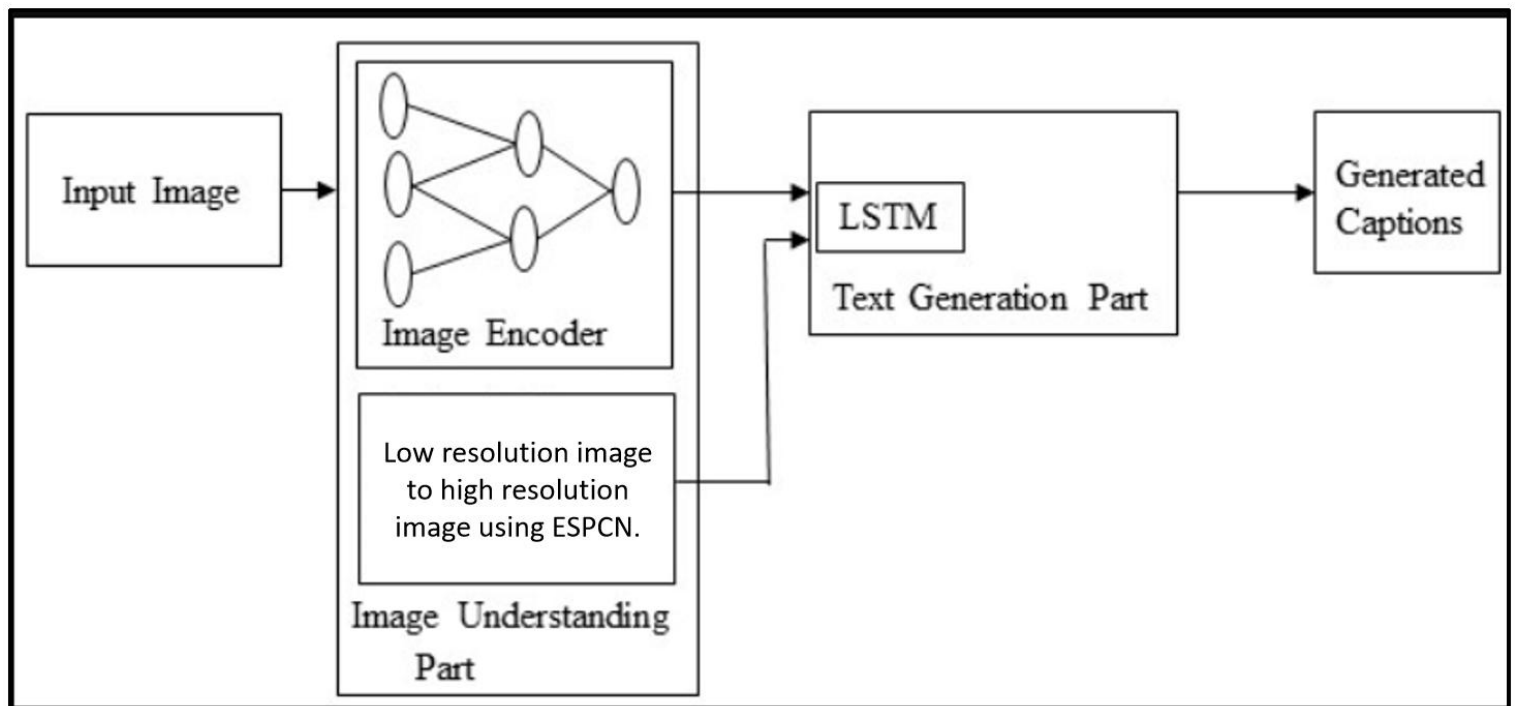 Input Image
Image Encoder
Low resolution image
to high resolution
image using ESPCN.
Image Understanding
Part
LSTM
Text Generation Part
Generated
Captions